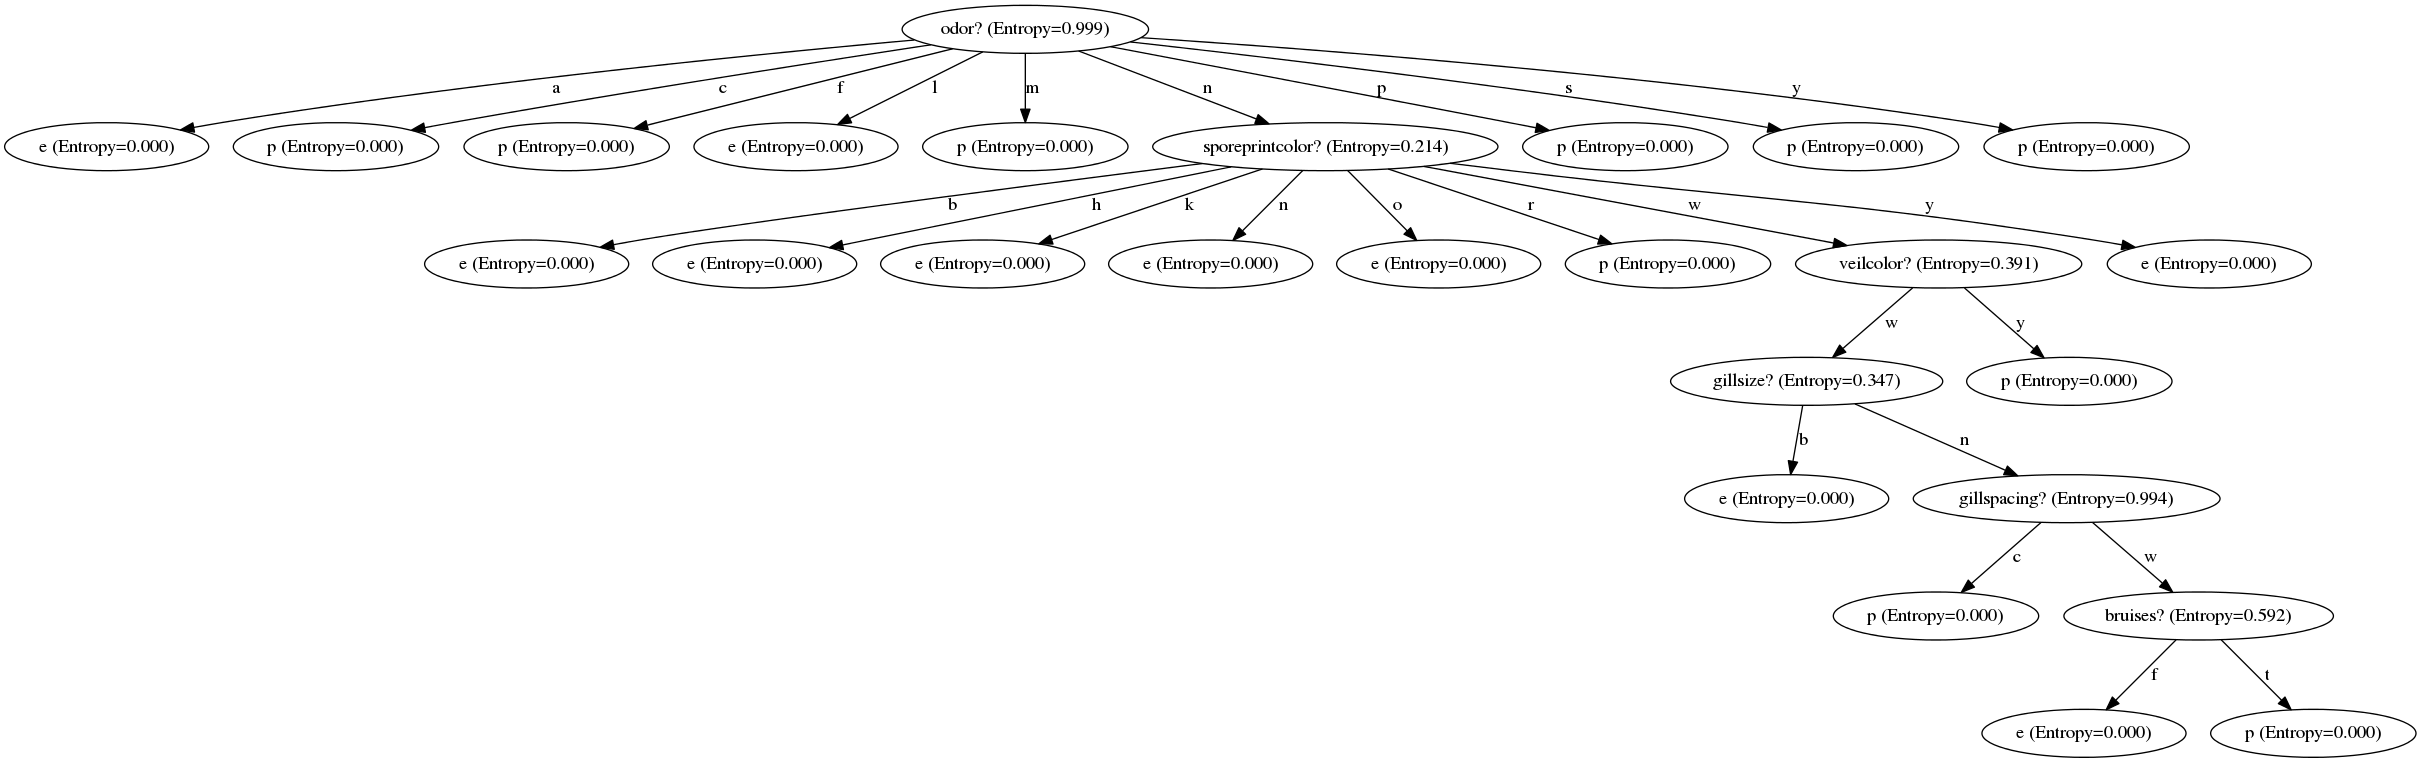 odor? (Entropy=0.999)
a
c
f
l
m
n
p
s
y
e (Entropy=0.000)
p (Entropy=0.000)
p (Entropy=0.000)
e (Entropy=0.000)
p (Entropy=0.000)
sporeprintcolor? (Entropy=0.214)
p (Entropy=0.000)
p (Entropy=0.000)
p (Entropy=0.000)
b
h
k
n
o
r
w
y
e (Entropy=0.000)
e (Entropy=0.000)
e (Entropy=0.000)
e (Entropy=0.000)
e (Entropy=0.000)
p (Entropy=0.000)
veilcolor? (Entropy=0.391)
e (Entropy=0.000)
w
y
gillsize? (Entropy=0.347)
p (Entropy=0.000)
b
n
e (Entropy=0.000)
gillspacing? (Entropy=0.994)
c
w
p (Entropy=0.000)
bruises? (Entropy=0.592)
f
t
e (Entropy=0.000)
p (Entropy=0.000)